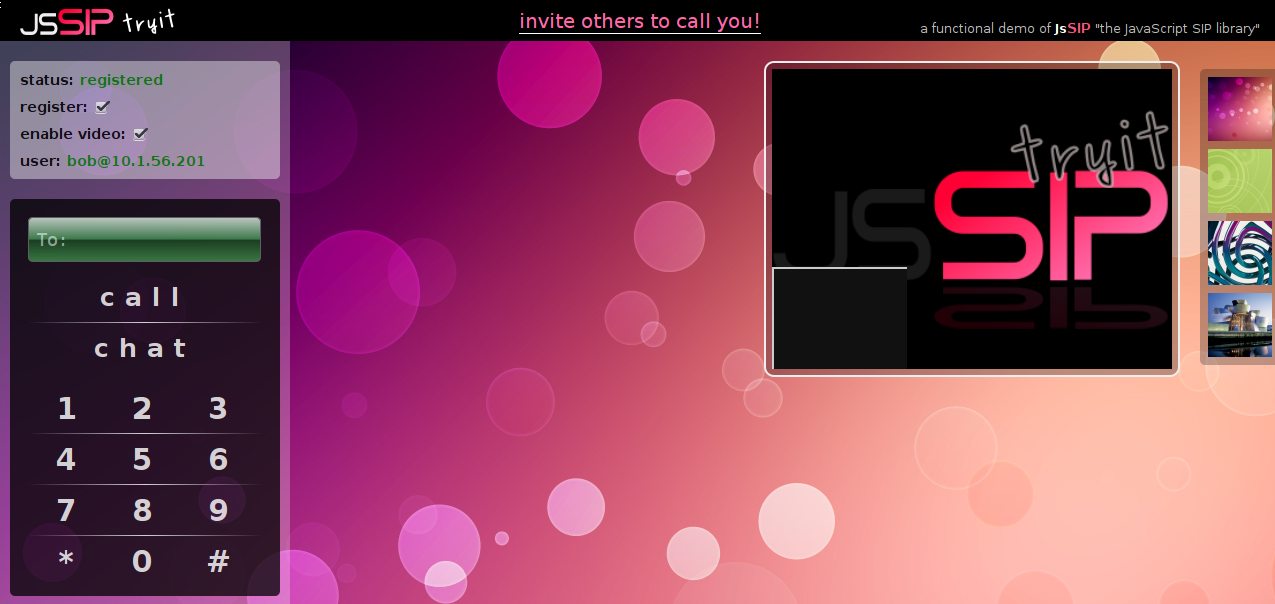 JSSIP tryit
invite others to call you!
a functional demo of JsSIP "the JavaScript SIP library"
status: registered
register:
enable video:
user: bob@10.1.56.201
To:
call
chat
1 2 3
4 5 6
7 8 9
* 0 #
tryit
JSSIP